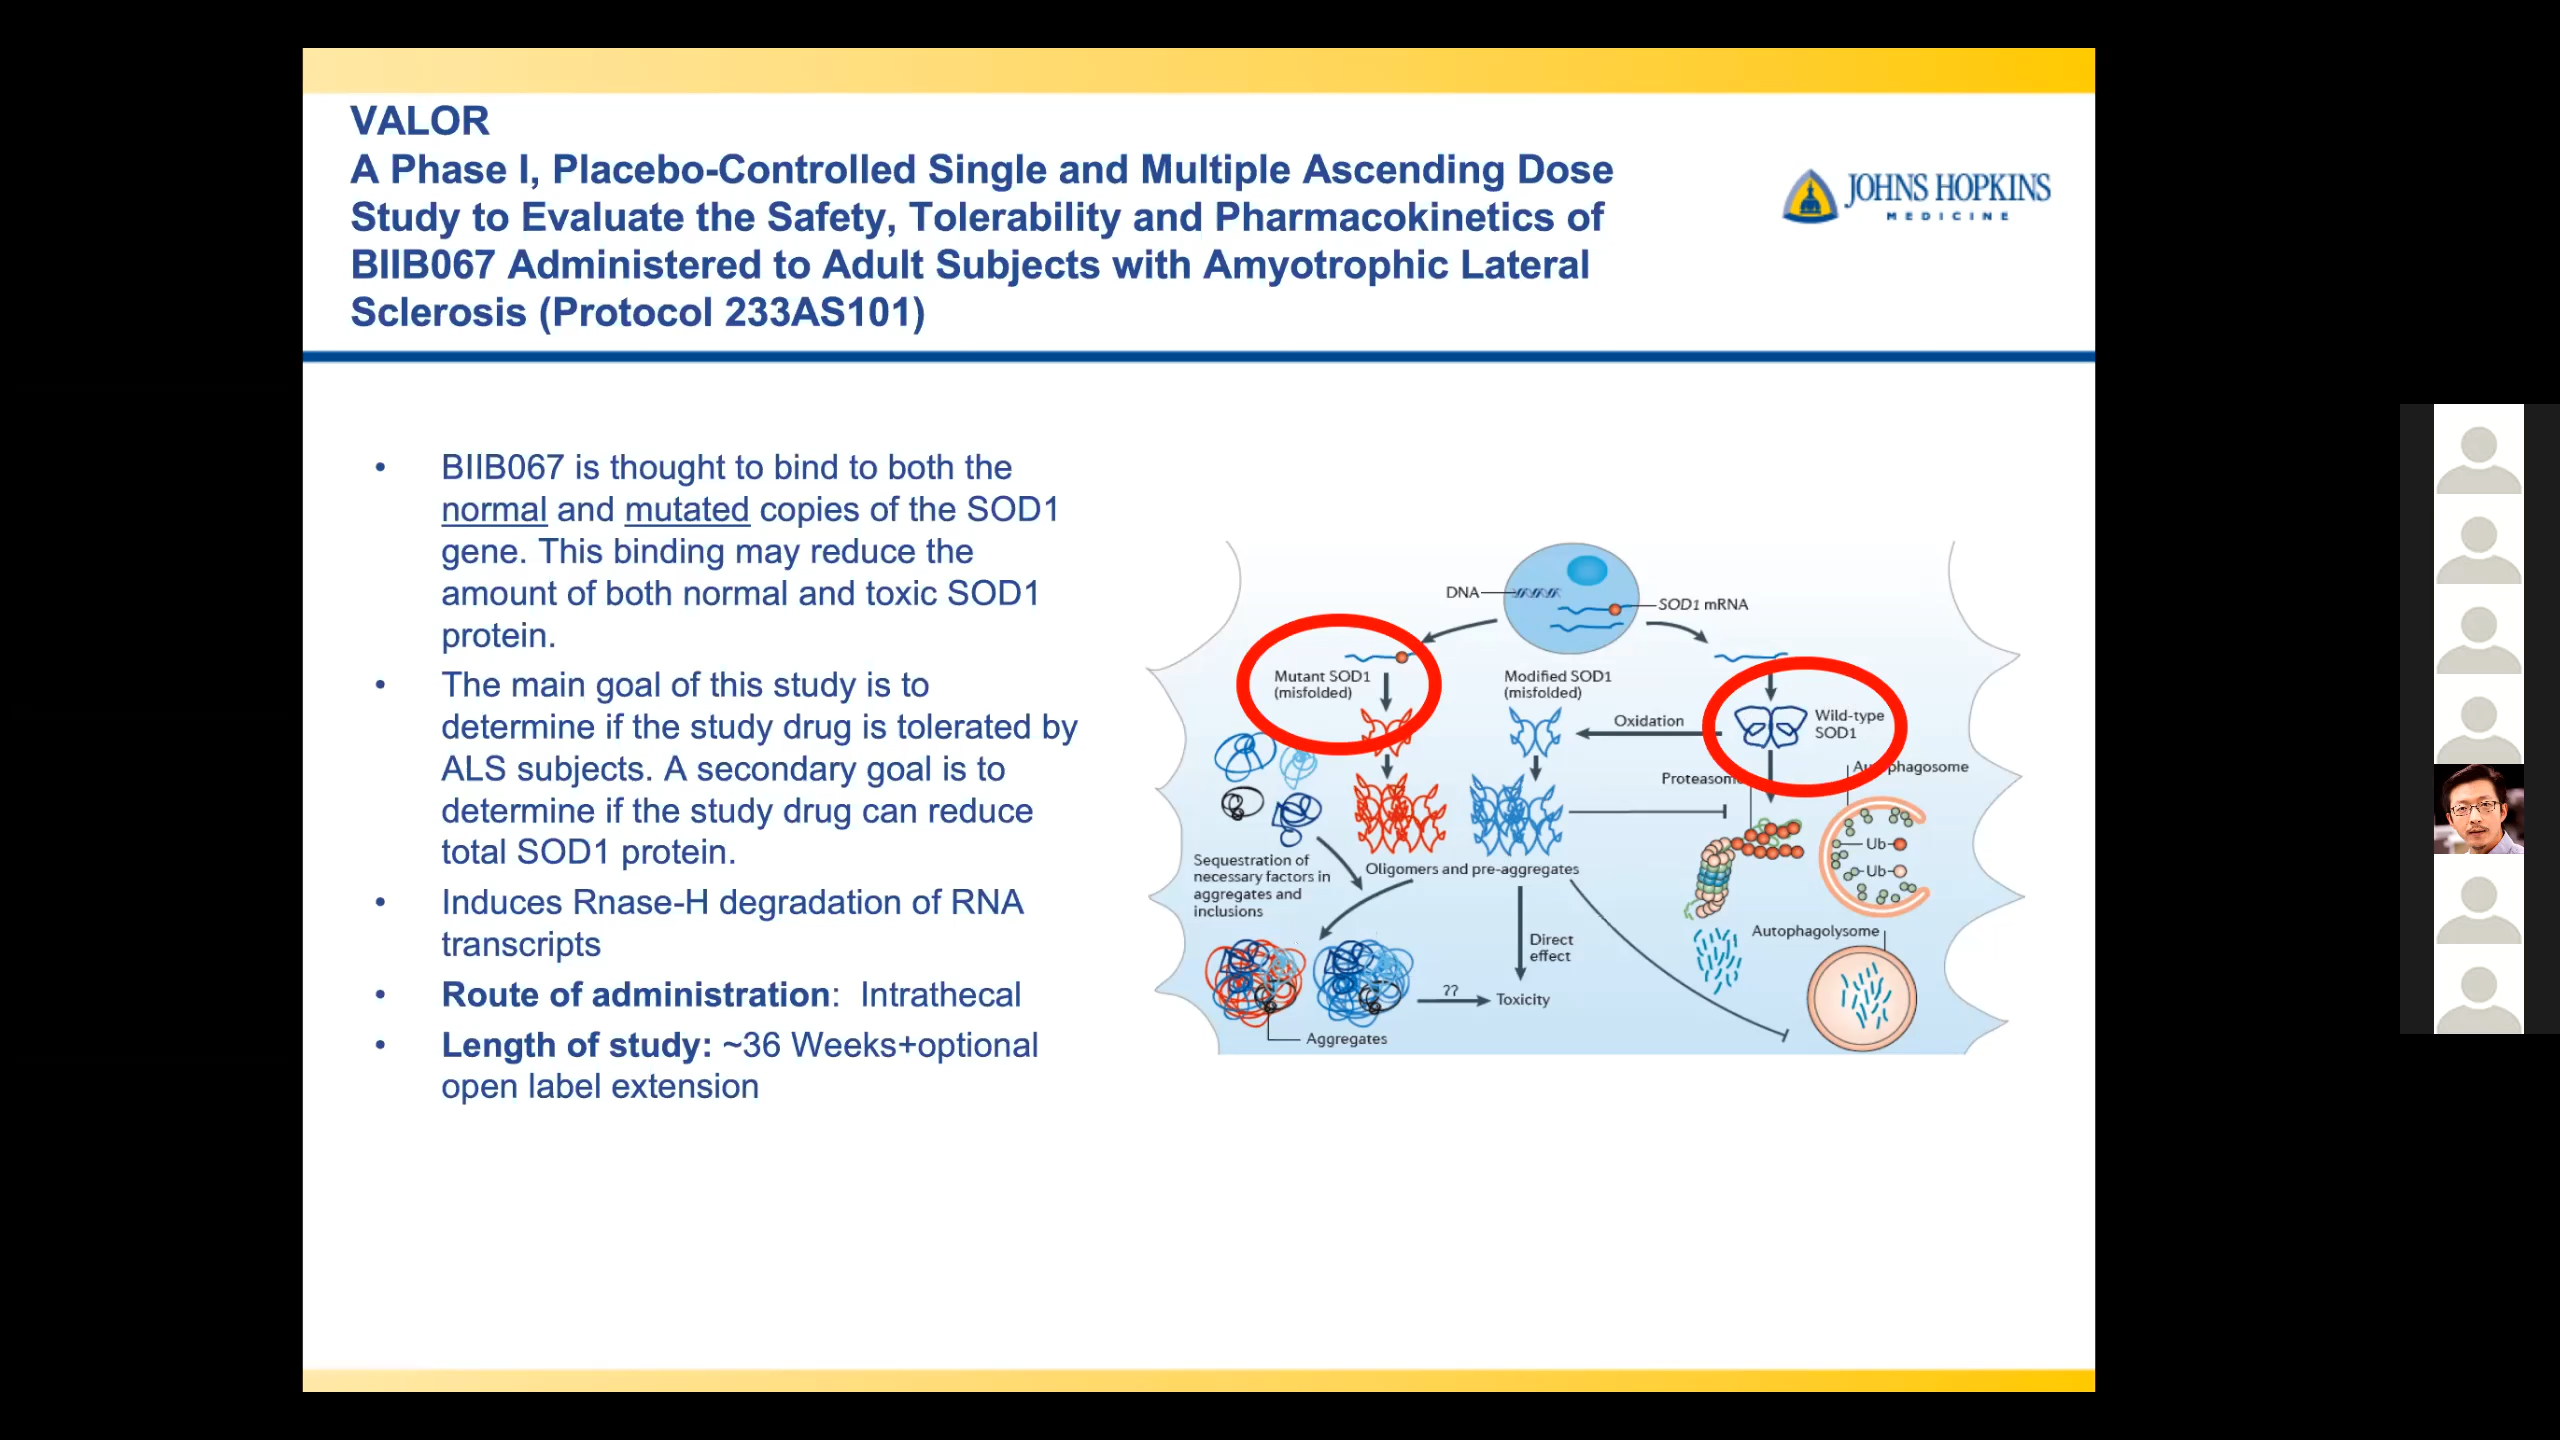 VALOR
A Phase I, Placebo-Controlled Single and Multiple Ascending Dose
Study to Evaluate the Safety, Tolerability and Pharmacokinetics of
BIIB067 Administered to Adult Subjects with Amyotrophic Lateral
Sclerosis (Protocol 233AS101)
JOHNS HOPKINS
MEDICINE
• BIIB067 is thought to bind to both the
normal and mutated copies of the SOD1
gene. This binding may reduce the
amount of both normal and toxic SOD1
protein.
• The main goal of this study is to
determine if the study drug is tolerated by
ALS subjects. A secondary goal is to
determine if the study drug can reduce
total SOD1 protein.
• Induces Rnase-H degradation of RNA
transcripts
• Route of administration: Intrathecal
• Length of study: ~36 Weeks+optional
open label extension
DNA
SOD1 mRNA
Mutant SOD1
(misfolded)
Modified SOD1
(misfolded)
Oxidation
Wild-type
SOD1
Proteasome
Autophagosome
Ub
Ub
Sequestration of
necessary factors in
aggregates and
inclusions
Oligomers and pre-aggregates
Autophagolysome
Direct
effect
??
Toxicity
Aggregates